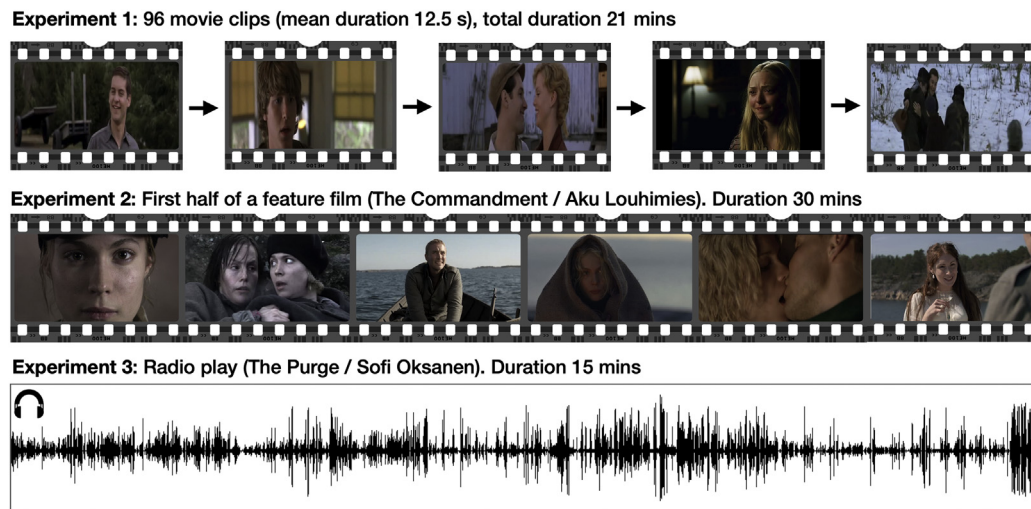 Experiment 1: 96 movie clips (mean duration 12.5 s), total duration 21 mins
Experiment 2: First half of a feature film (The Commandment / Aku Louhimies). Duration 30 mins
Experiment 3: Radio play (The Purge / Sofi Oksanen). Duration 15 mins